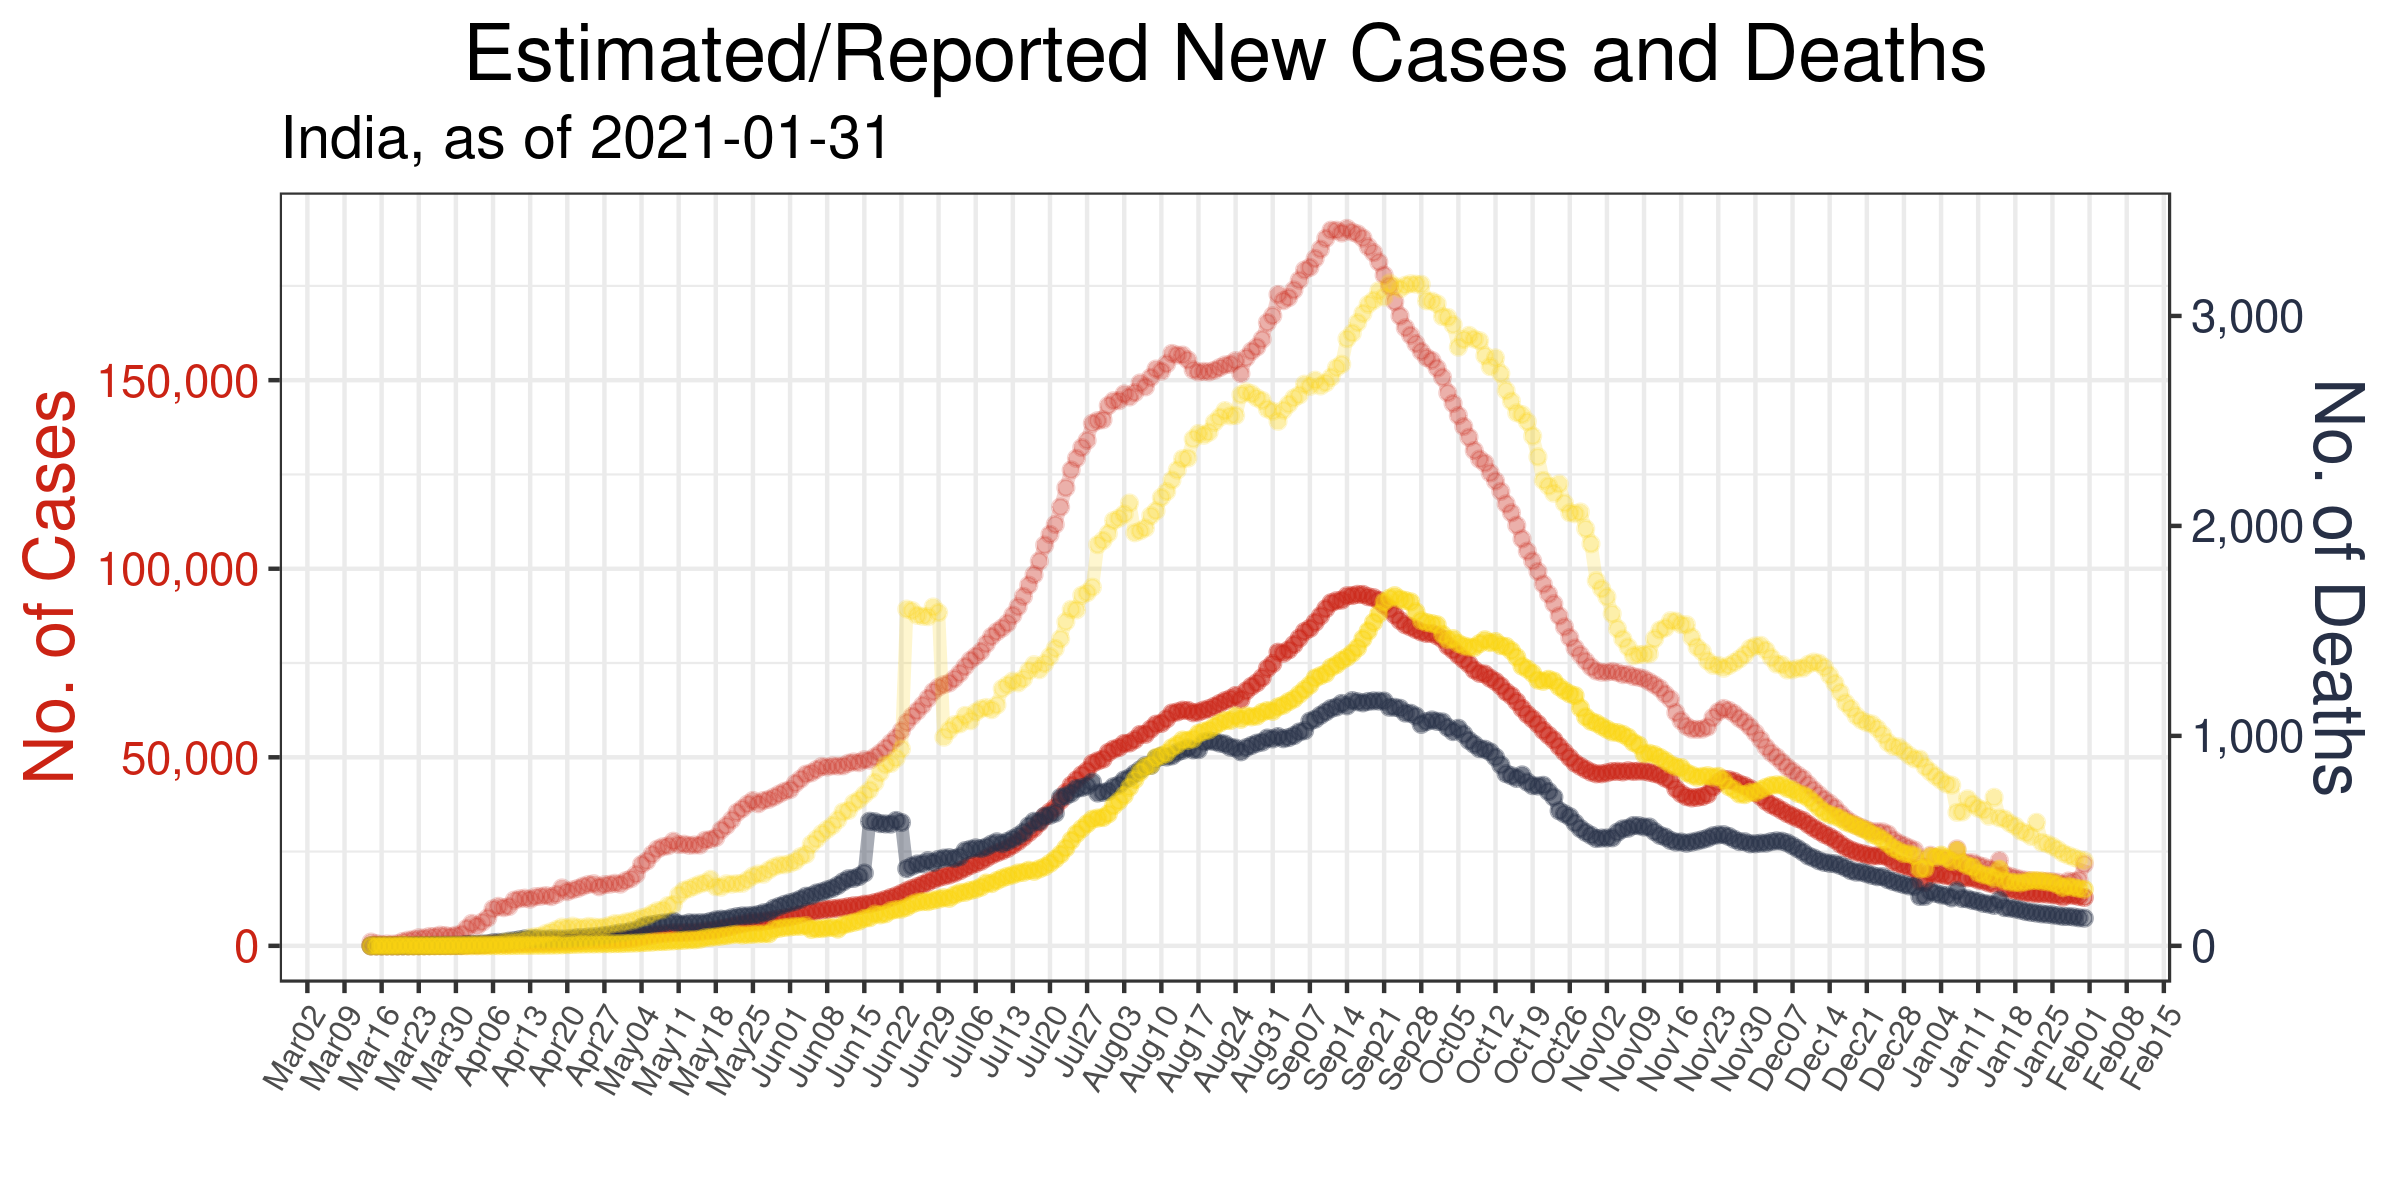 Estimated/Reported New Cases and Deaths
India, as of 2021-01-31
No. of Cases
150,000
100,000
50,000
0
3,000
2,000
1,000
0
No. of Deaths
Mar02
Mar09
Mar16
Mar23
Mar30
Apr06
Apr13
Apr20
Apr27
May04
May11
May18
May25
Jun01
Jun08
Jun15
Jun22
Jun29
Jul06
Jul13
Jul20
Jul27
Aug03
Aug10
Aug17
Aug24
Aug31
Sep07
Sep14
Sep21
Sep28
Oct05
Oct12
Oct19
Oct26
Nov02
Nov09
Nov16
Nov23
Nov30
Dec07
Dec14
Dec21
Dec28
Jan04
Jan11
Jan18
Jan25
Feb01
Feb08
Feb15